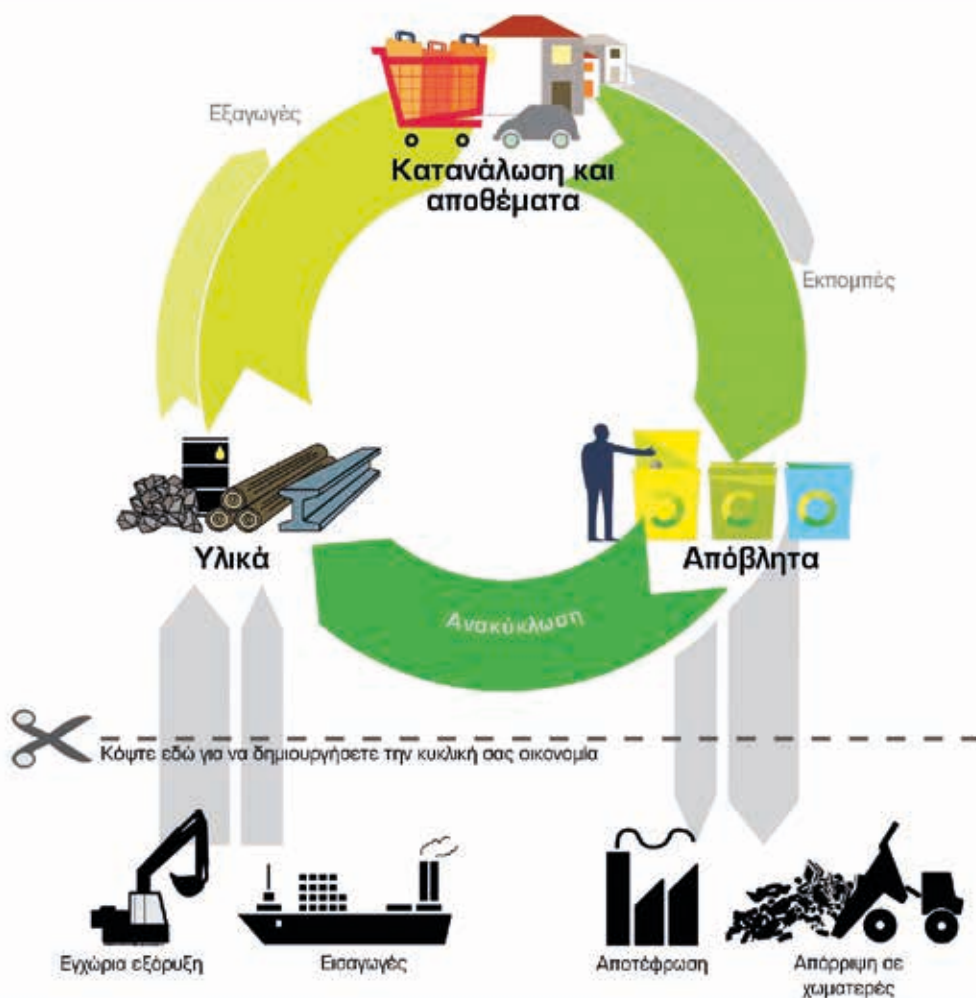 Εξαγωγές
Κατανάλωση και
αποθέματα
Εκπομπές
Υλικά
Απόβλητα
Ανακύκλωση
Κόψτε εδώ για να δημιουργήσετε την κυκλική σας οικονομία
Εγχώρια εξόρυξη
Εισαγωγές
Αποτέφρωση
Απόρριψη σε
χωματερές